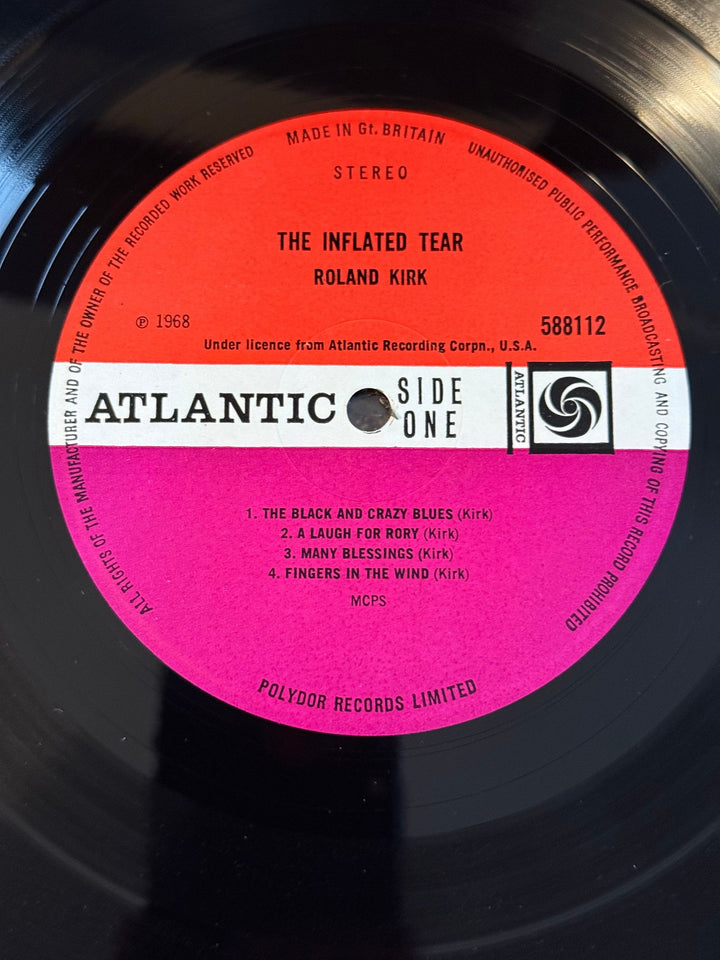 MADE IN Gt. BRITAIN
UNAUTHORISED PUBLIC PERFORMANCE BROADCASTING AND COPYING OF THIS RECORD PROHIBITED
ALL RIGHTS OF THE MANUFACTURER AND OF THE OWNER OF THE RECORDED WORK RESERVED
STEREO
THE INFLATED TEAR
ROLAND KIRK
℗ 1968
588112
Under licence from Atlantic Recording Corpn., U.S.A.
ATLANTIC
SIDE
ONE
ATLANTIC
1. THE BLACK AND CRAZY BLUES (Kirk)
2. A LAUGH FOR RORY (Kirk)
3. MANY BLESSINGS (Kirk)
4. FINGERS IN THE WIND (Kirk)
MCPS
POLYDOR RECORDS LIMITED